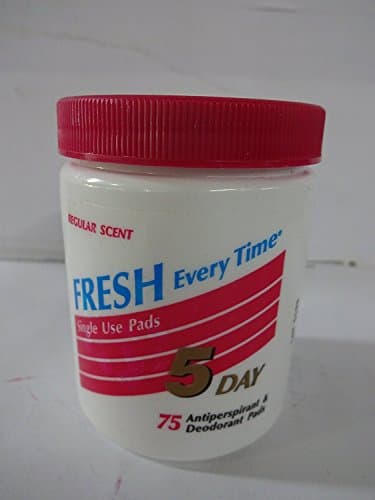 REGULAR SCENT
FRESH Every Time®
Single Use Pads
5 DAY
75 Antiperspirant &
Deodorant Pads